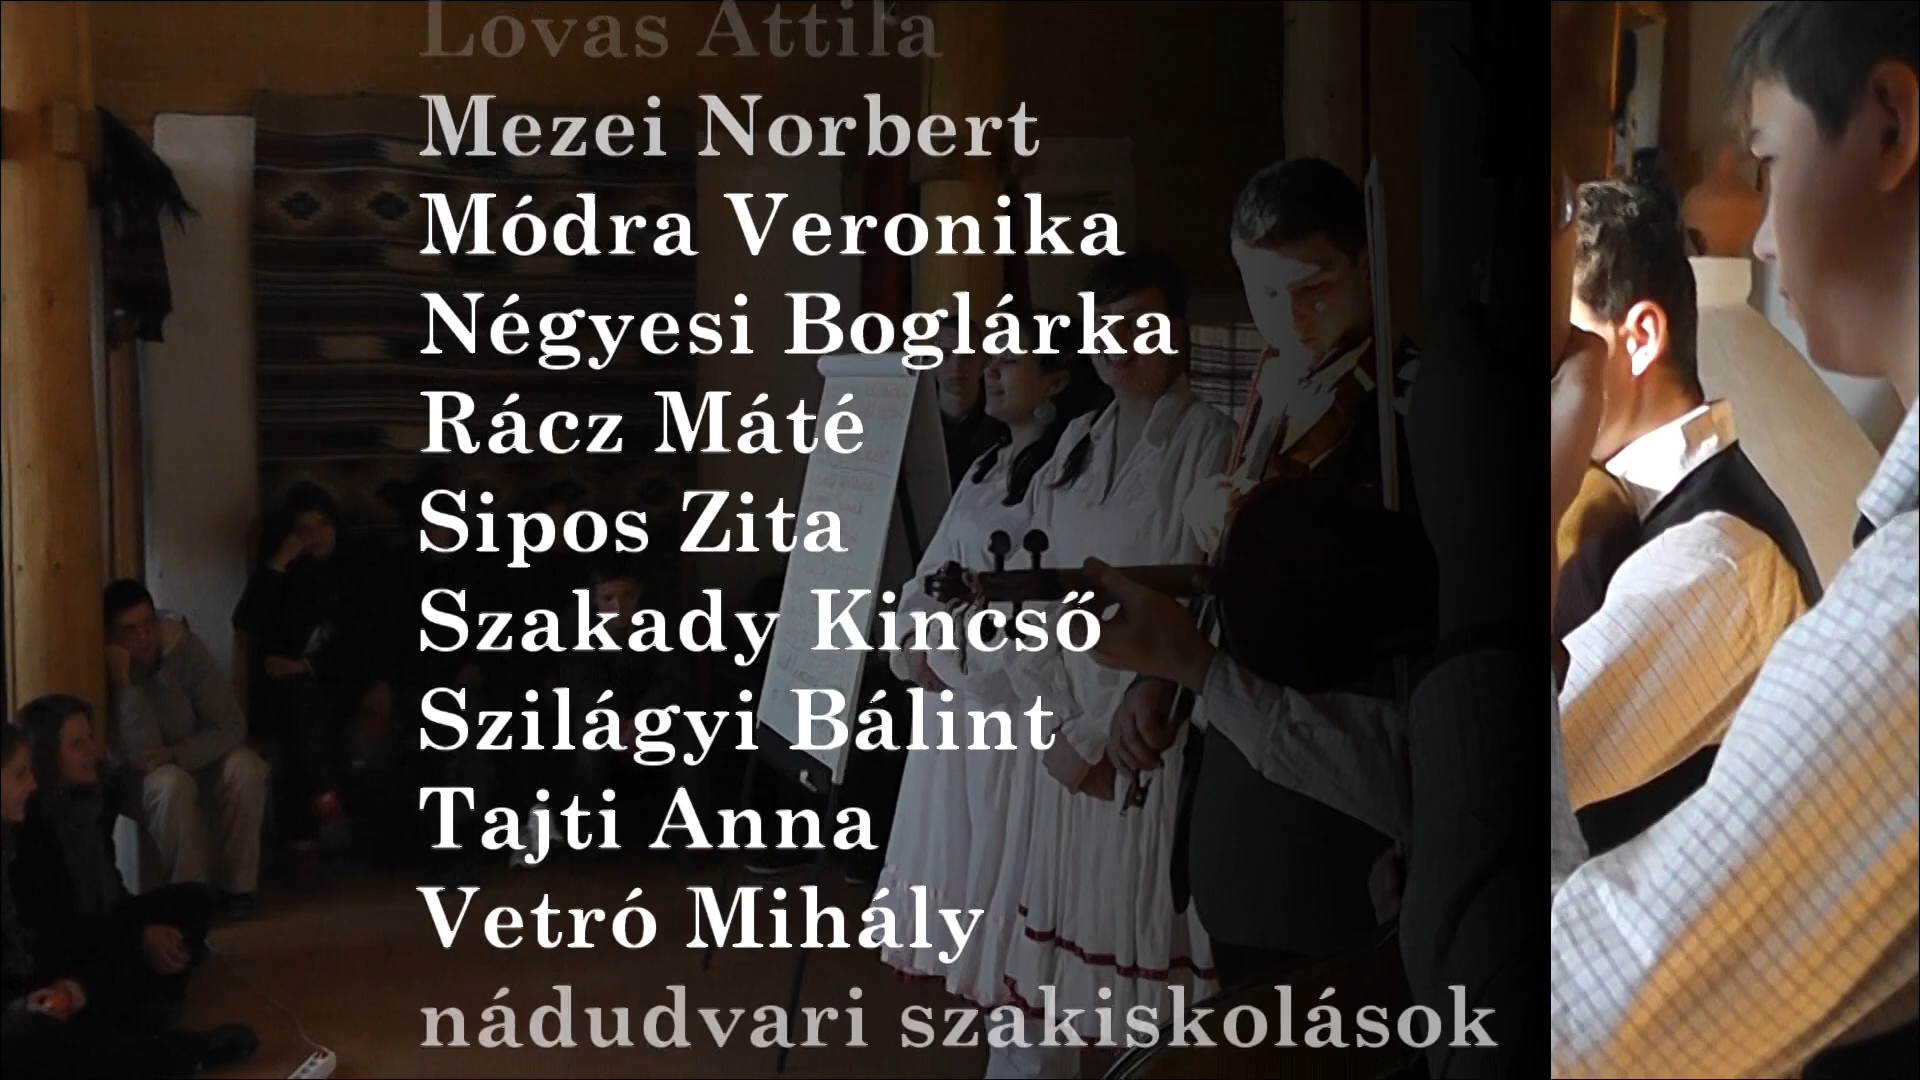 Lovas Attila
Mezei Norbert
Módra Veronika
Négyesi Boglárka
Rácz Máté
Sipos Zita
Szakady Kincső
Szilágyi Bálint
Tajti Anna
Vetró Mihály
nádudvari szakiskolások